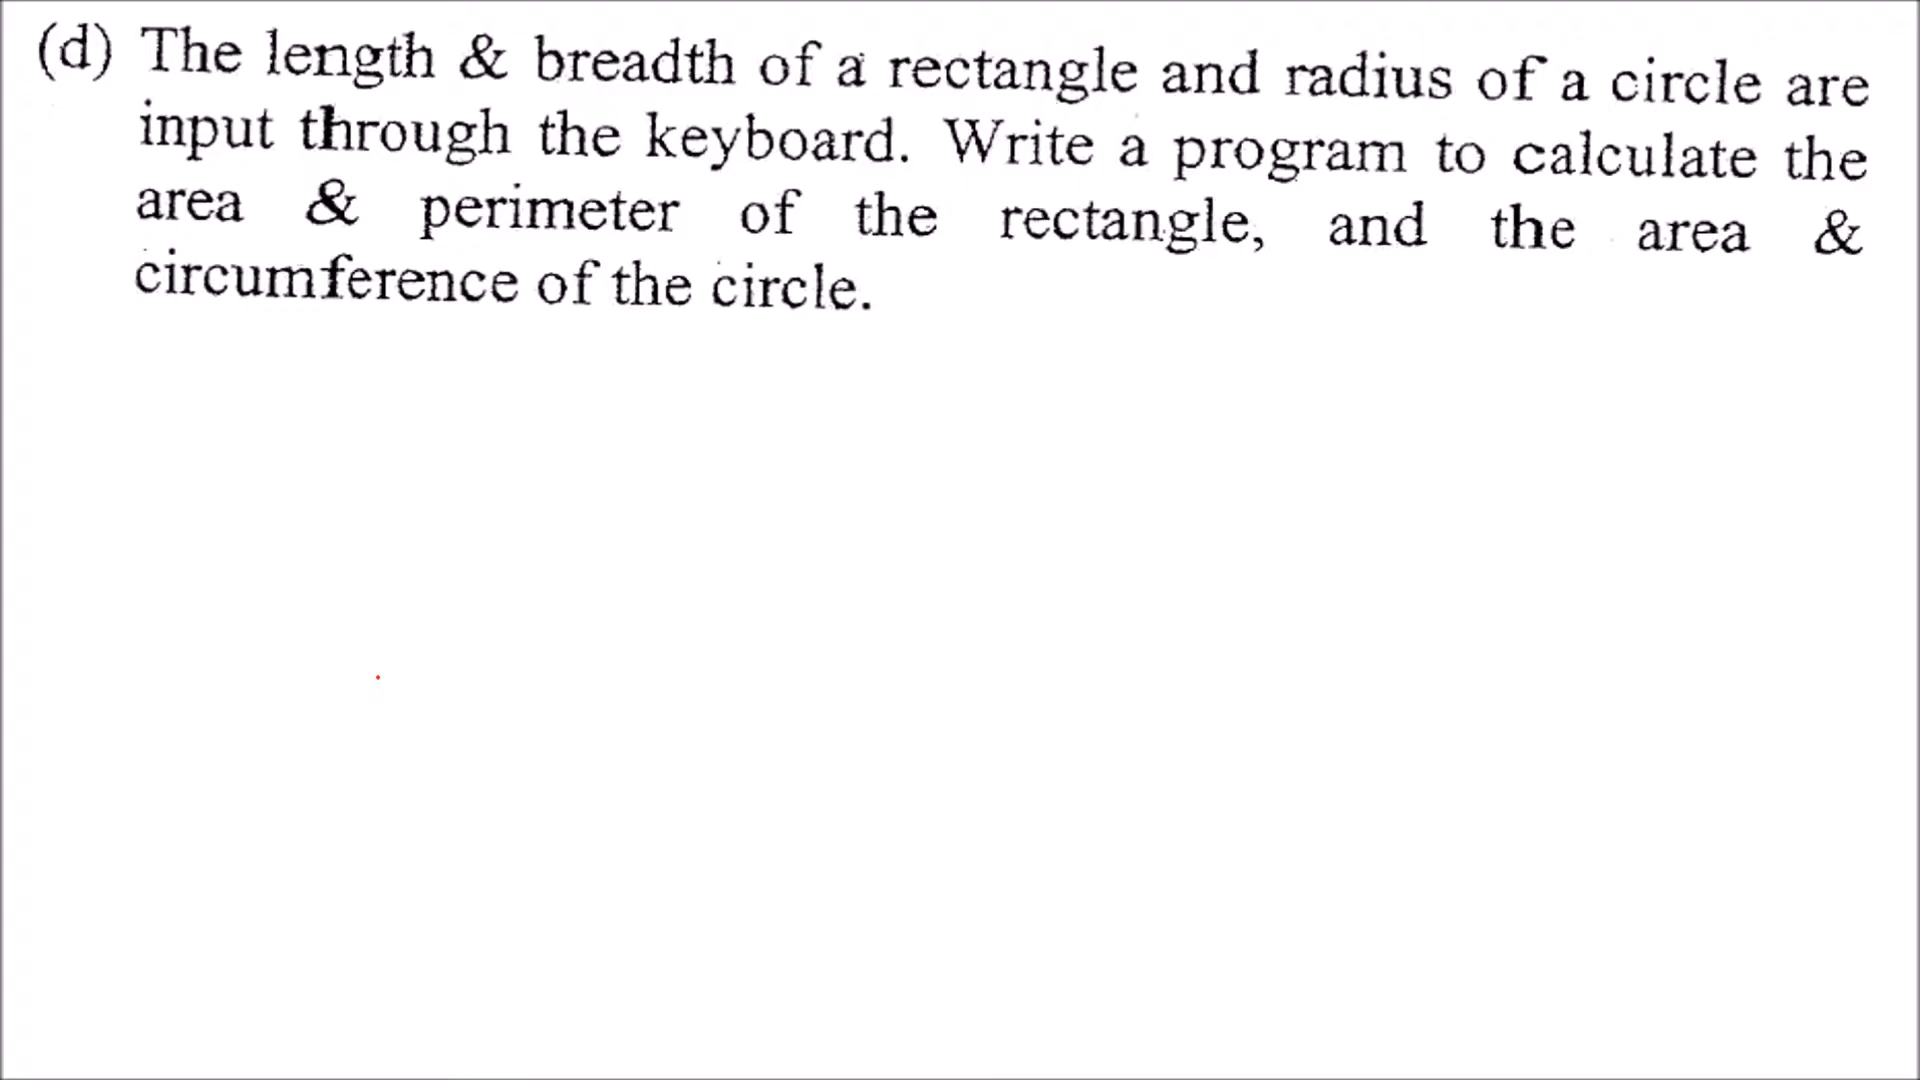 (d) The length & breadth of a rectangle and radius of a circle are
input through the keyboard. Write a program to calculate the
area & perimeter of the rectangle, and the area &
circumference of the circle.